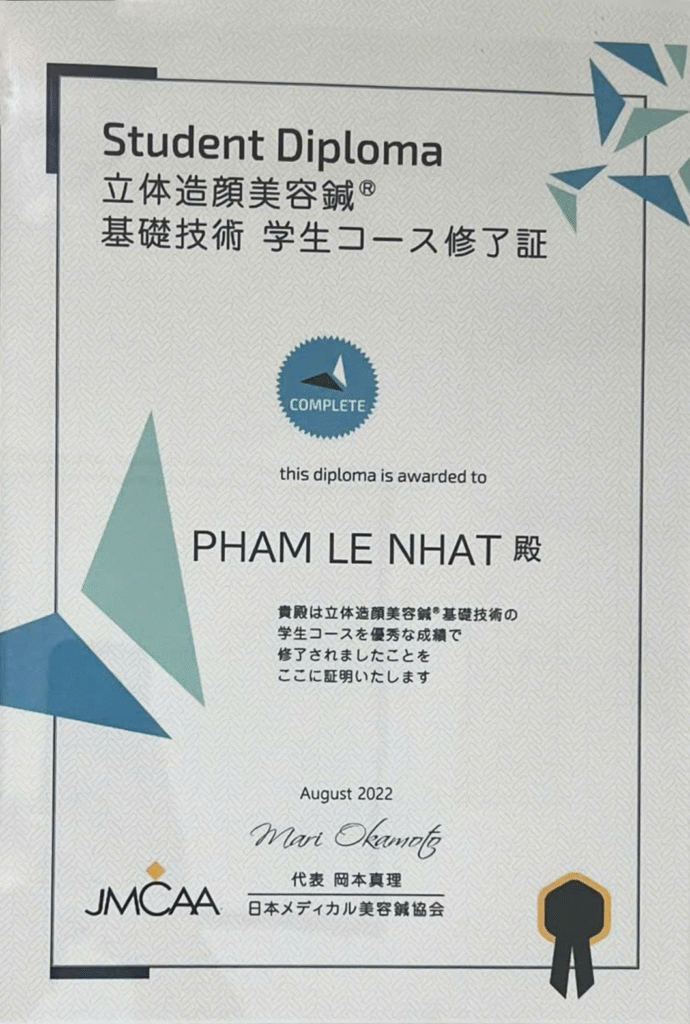 Student Diploma
立体造顔美容鍼®
基礎技術 学生コース修了証
COMPLETE
this diploma is awarded to
PHAM LE NHAT 殿
貴殿は立体造顔美容鍼®基礎技術の
学生コースを優秀な成績で
修了されましたことを
ここに証明いたします
August 2022
Mari Okamoto
代表 岡本真理
JMCAA
日本メディカル美容鍼協会